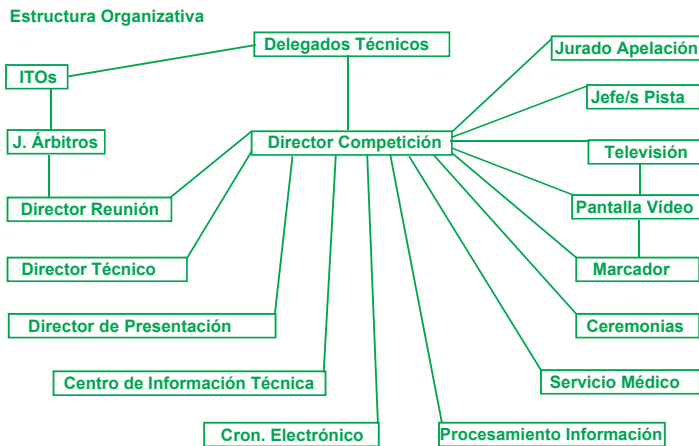 Estructura Organizativa
Delegados Técnicos
Jurado Apelación
ITOs
Jefe/s Pista
J. Árbitros
Director Competición
Televisión
Director Reunión
Pantalla Vídeo
Director Técnico
Marcador
Director de Presentación
Ceremonias
Centro de Información Técnica
Servicio Médico
Cron. Electrónico
Procesamiento Información